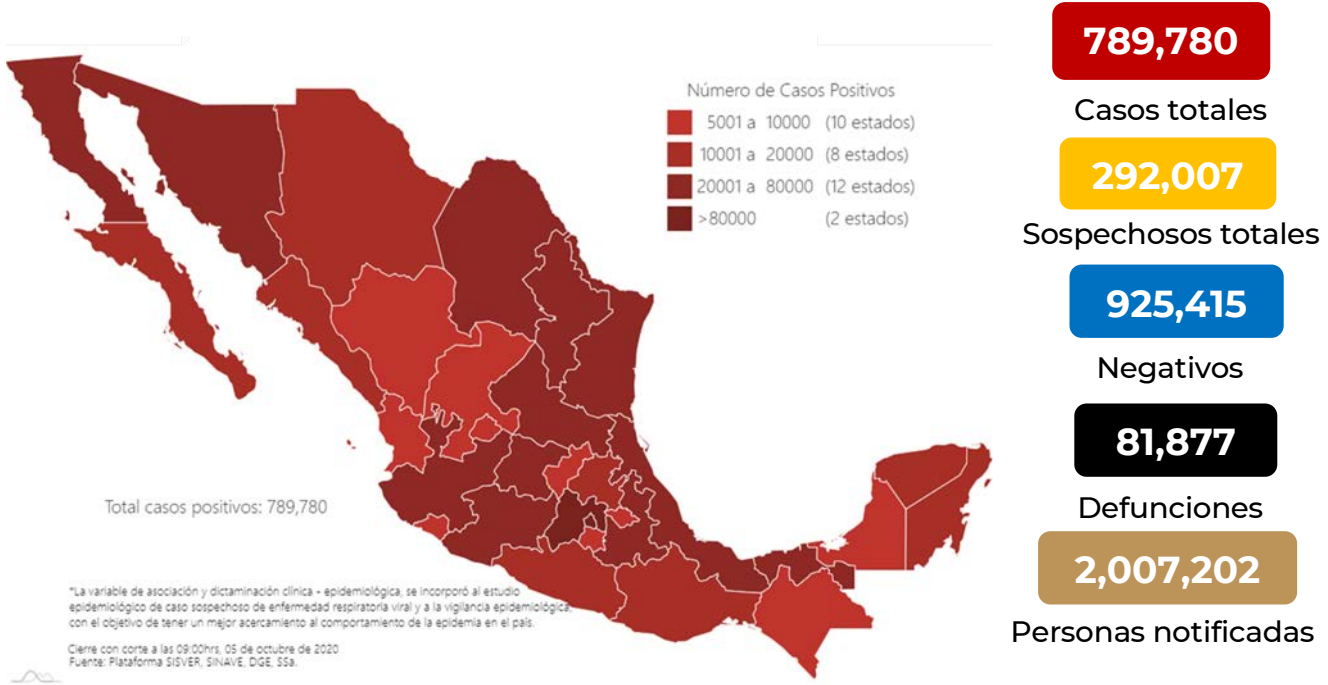 Número de Casos Positivos
5001 a 10000 (10 estados)
10001 a 20000 (8 estados)
20001 a 80000 (12 estados)
>80000 (2 estados)
Total casos positivos: 789,780
*La variable de asociación y dictaminación clínica - epidemiológica, se incorporó al estudio
epidemiológico de caso sospechoso de enfermedad respiratoria viral y a la vigilancia epidemiológica,
con el objetivo de tener un mejor acercamiento al comportamiento de la epidemia en el país.
Cierre con corte a las 09:00hrs, 05 de octubre de 2020
Fuente: Plataforma SISVER, SINAVE, DGE, SSa.
789,780
Casos totales
292,007
Sospechosos totales
925,415
Negativos
81,877
Defunciones
2,007,202
Personas notificadas